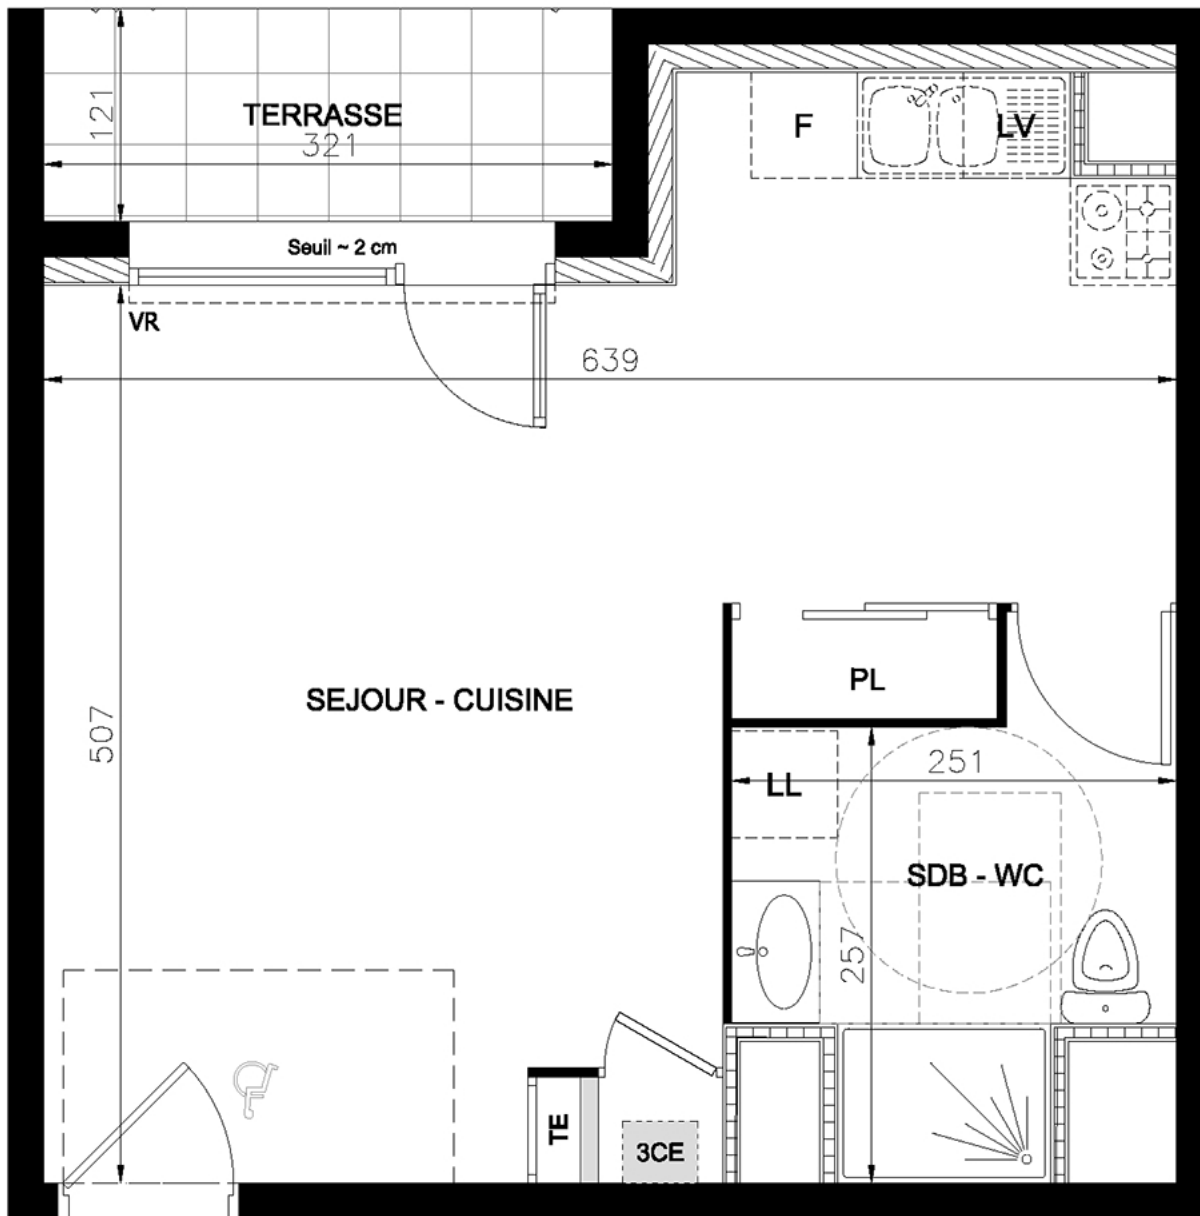 TERRASSE
321
121
F
LV
Seuil ~ 2 cm
VR
639
PL
SEJOUR - CUISINE
507
251
LL
SDB - WC
257
TE
3CE